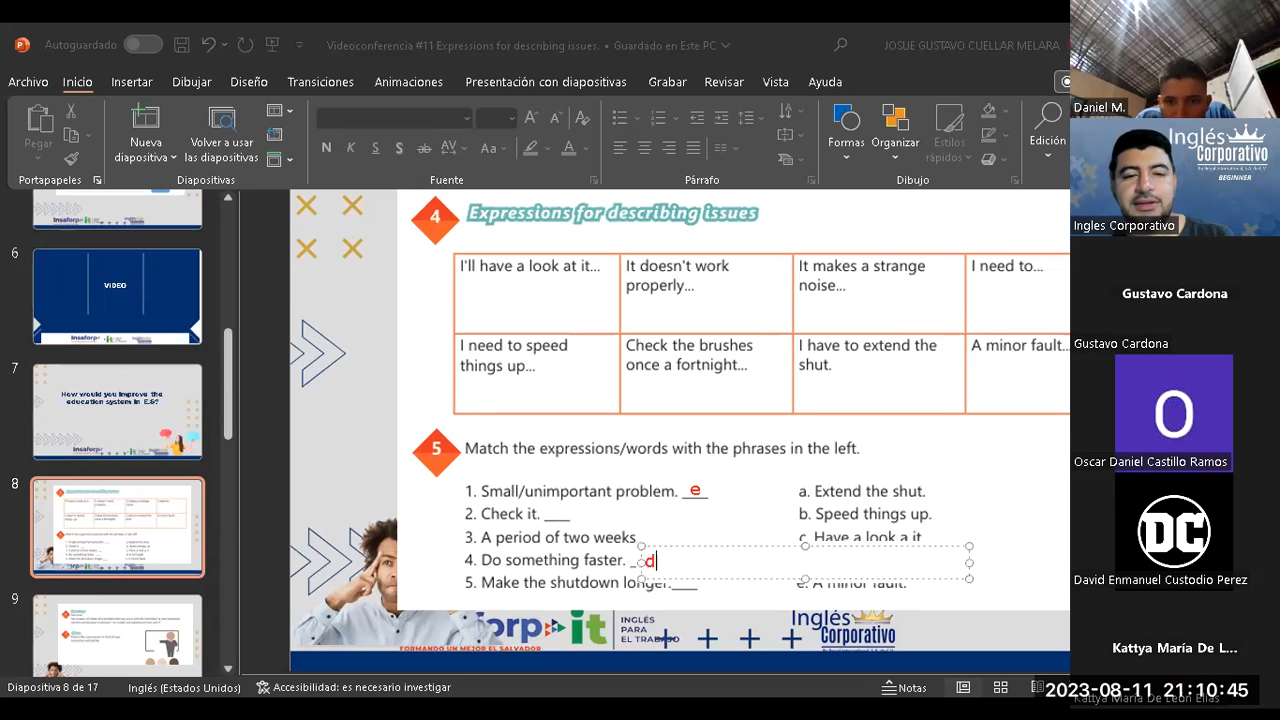 Autoguardado
Videoconferencia #11 Expressions for describing issues. • Guardado en Este PC
JOSUE GUSTAVO CUELLAR MELARA
Archivo Inicio Insertar Dibujar Diseño Transiciones Animaciones Presentación con diapositivas Grabar Revisar Vista Ayuda
Pegar
Nueva diapositiva
Volver a usar las diapositivas
Formas
Organizar
Estilos rápidos
Edición
Portapapeles
Diapositivas
Fuente
Párrafo
Dibujo
6
VIDEO
7
How would you improve the
education system in E.S?
8
9
4 Expressions for describing issues
I'll have a look at it...
It doesn't work properly...
It makes a strange noise...
I need to...
I need to speed things up...
Check the brushes once a fortnight...
I have to extend the shut.
A minor fault...
5 Match the expressions/words with the phrases in the left.
1. Small/unimportant problem. __e__
2. Check it. ____
3. A period of two weeks
4. Do something faster. _ d
5. Make the shutdown longer.____
a. Extend the shut.
b. Speed things up.
c. Have a look a it.
e. A minor fault.
INGLÉS
PARA
EL TRABAJO
FORMANDO UN MEJOR EL SALVADOR
Inglés
Corporativo
Diapositiva 8 de 17
Inglés (Estados Unidos)
Accesibilidad: es necesario investigar
Notas
Daniel M.
Inglés
Corporativo
BEGINNER
Ingles Corporativo
Gustavo Cardona
Gustavo Cardona
O
Oscar Daniel Castillo Ramos
DC
David Enmanuel Custodio Perez
Kattya María De L...
Kattya María De León Elías
2023-08-11 21:10:45